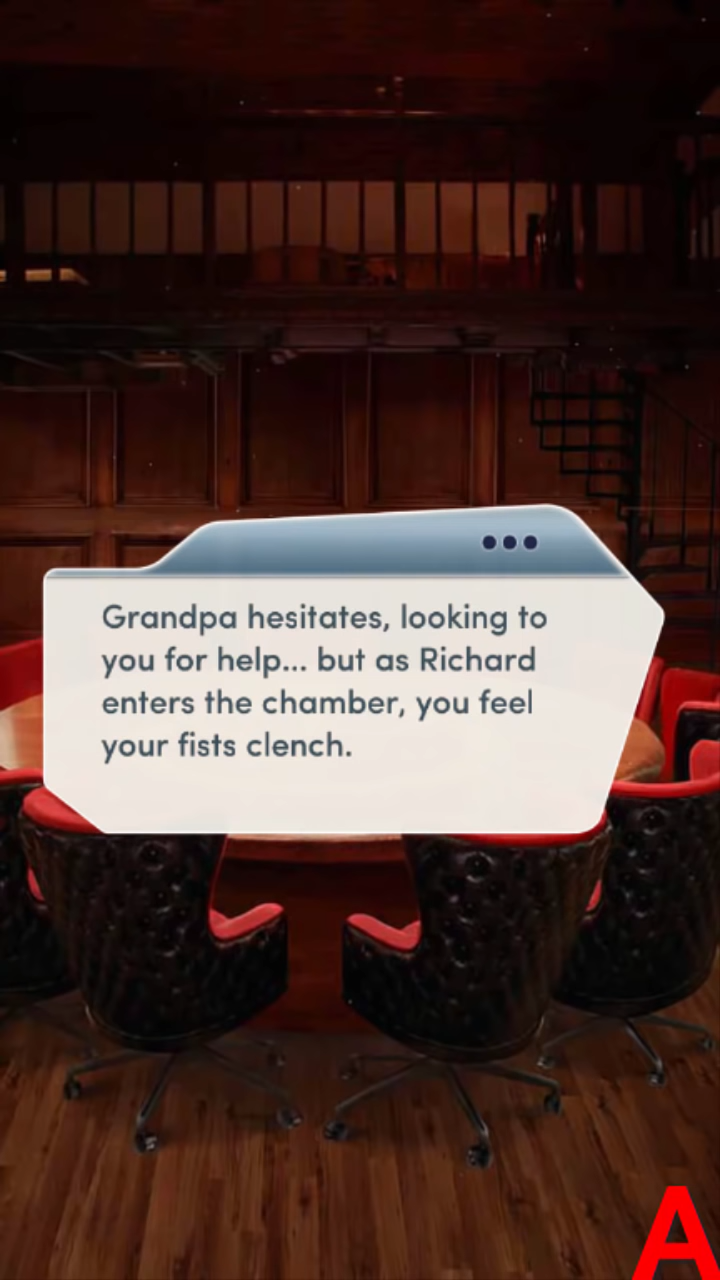 Grandpa hesitates, looking to
you for help... but as Richard
enters the chamber, you feel
your fists clench.
A